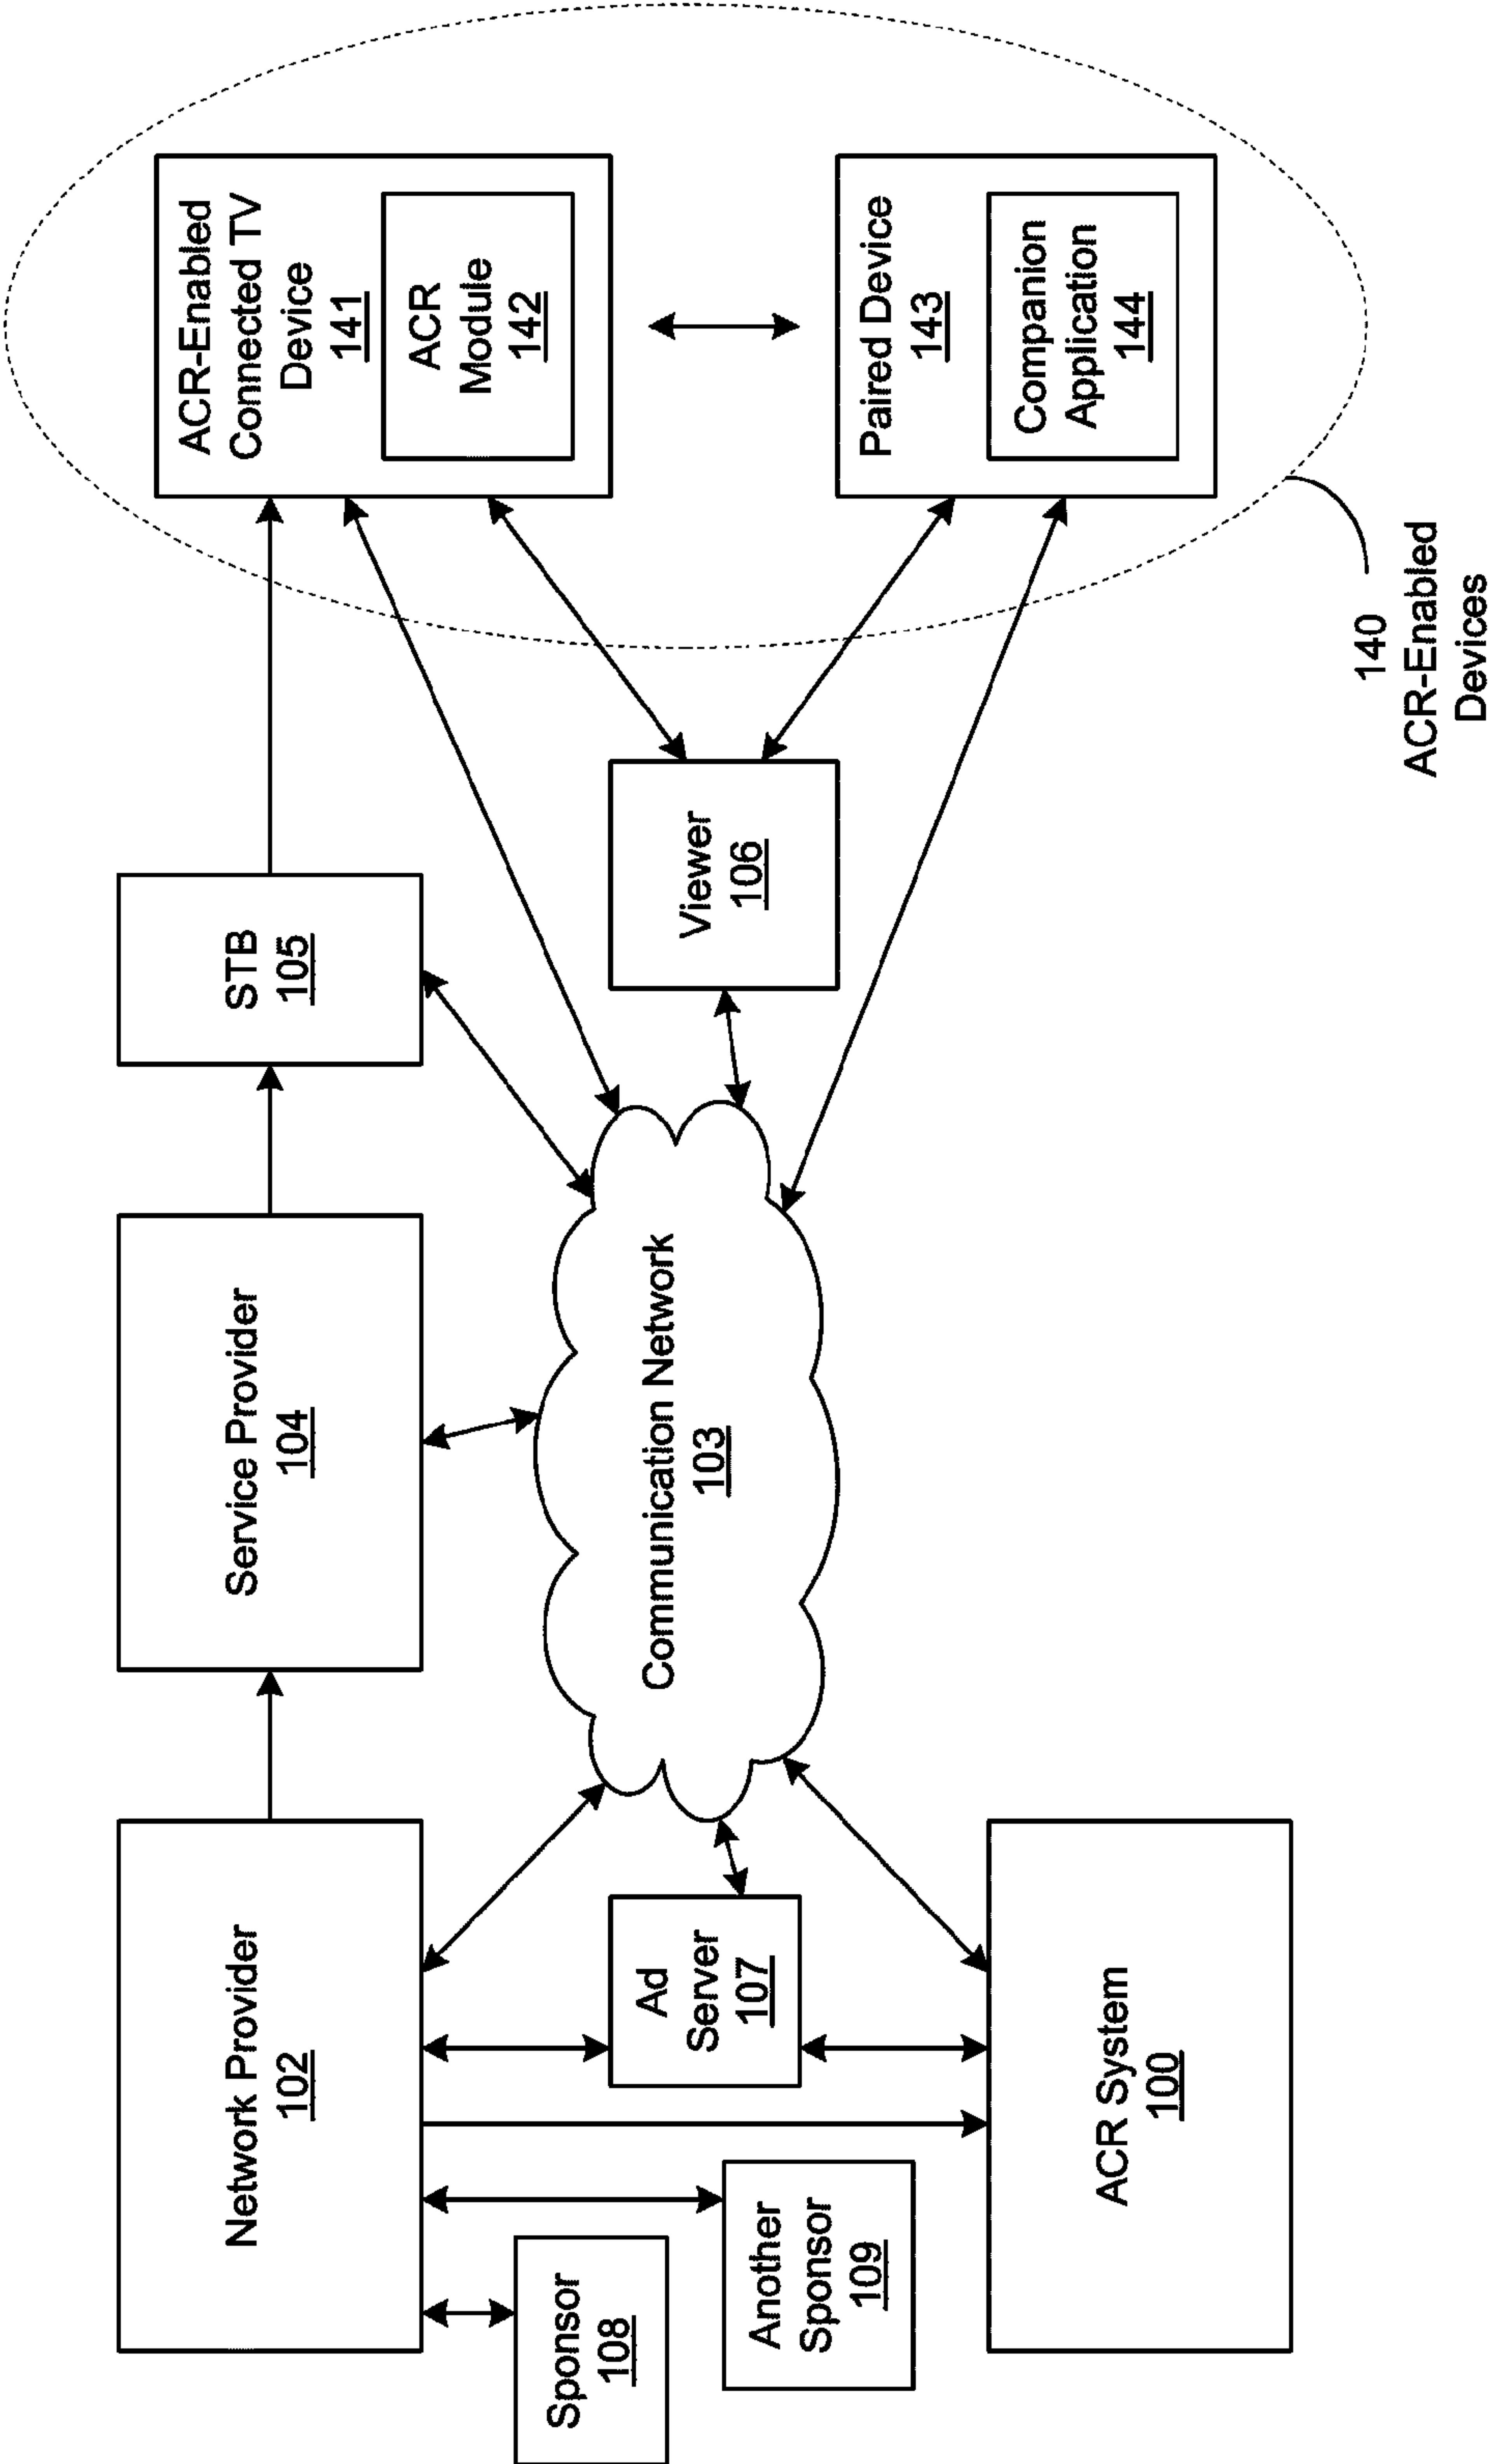 Network Provider
102
Service Provider
104
STB
105
ACR-Enabled
Connected TV
Device
141
ACR
Module
142
Sponsor
108
Another
Sponsor
109
Ad
Server
107
Communication Network
103
Viewer
106
Paired Device
143
Companion
Application
144
ACR System
100
140
ACR-Enabled
Devices